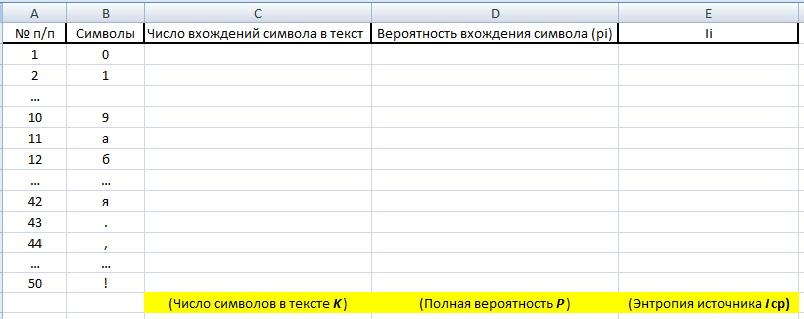 A B C D E
№ п/п Символы Число вхождений символа в текст Вероятность вхождения символа (pi) Ii
1 0
2 1
...
10 9
11 а
12 б
... ...
42 я
43 .
44 ,
... ...
50 !
(Число символов в тексте K) (Полная вероятность P) (Энтропия источника I ср)